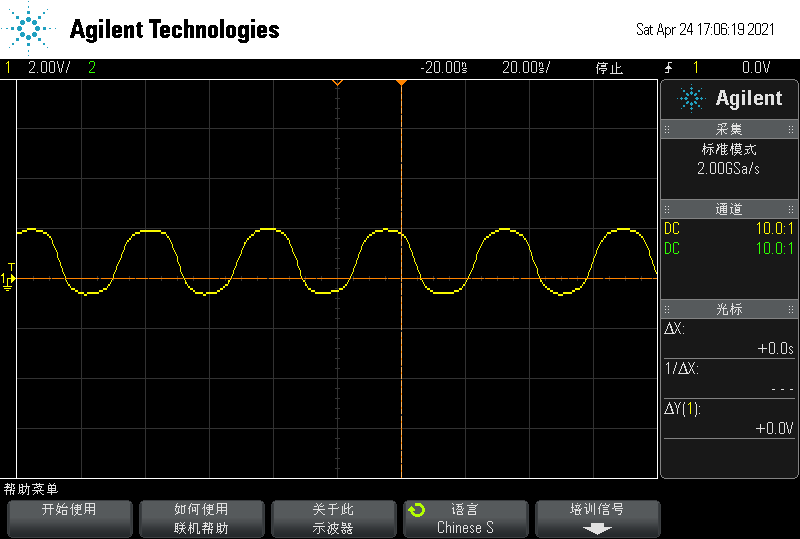 Agilent Technologies
Sat Apr 24 17:06:19 2021
1 2.00V/ 2 -20.00ns 20.00ns/ 停止 1 0.0V
Agilent
采集
标准模式
2.00GSa/s
通道
DC 10.0:1
DC 10.0:1
光标
ΔX:
+0.0s
1/ΔX:
---
ΔY(1):
+0.0V
T
1
帮助菜单
开始使用
如何使用
联机帮助
关于此
示波器
语言
Chinese S
培训信号